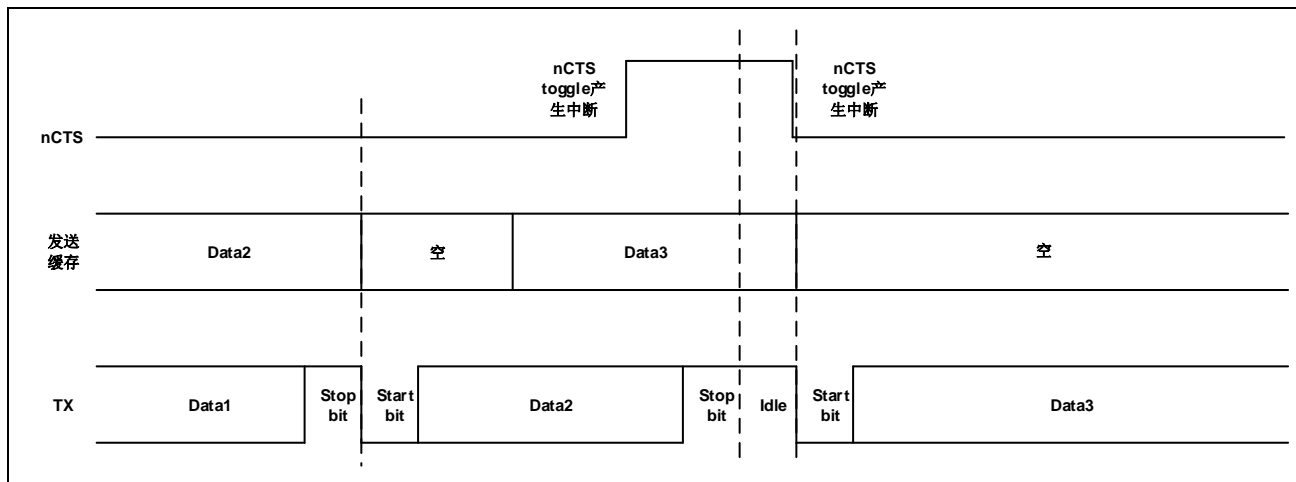 nCTS
toggle产
生中断
nCTS
toggle产
生中断
nCTS
发送
缓存
Data2
空
Data3
空
TX
Data1
Stop
bit
Start
bit
Data2
Stop
bit
Idle
Start
bit
Data3